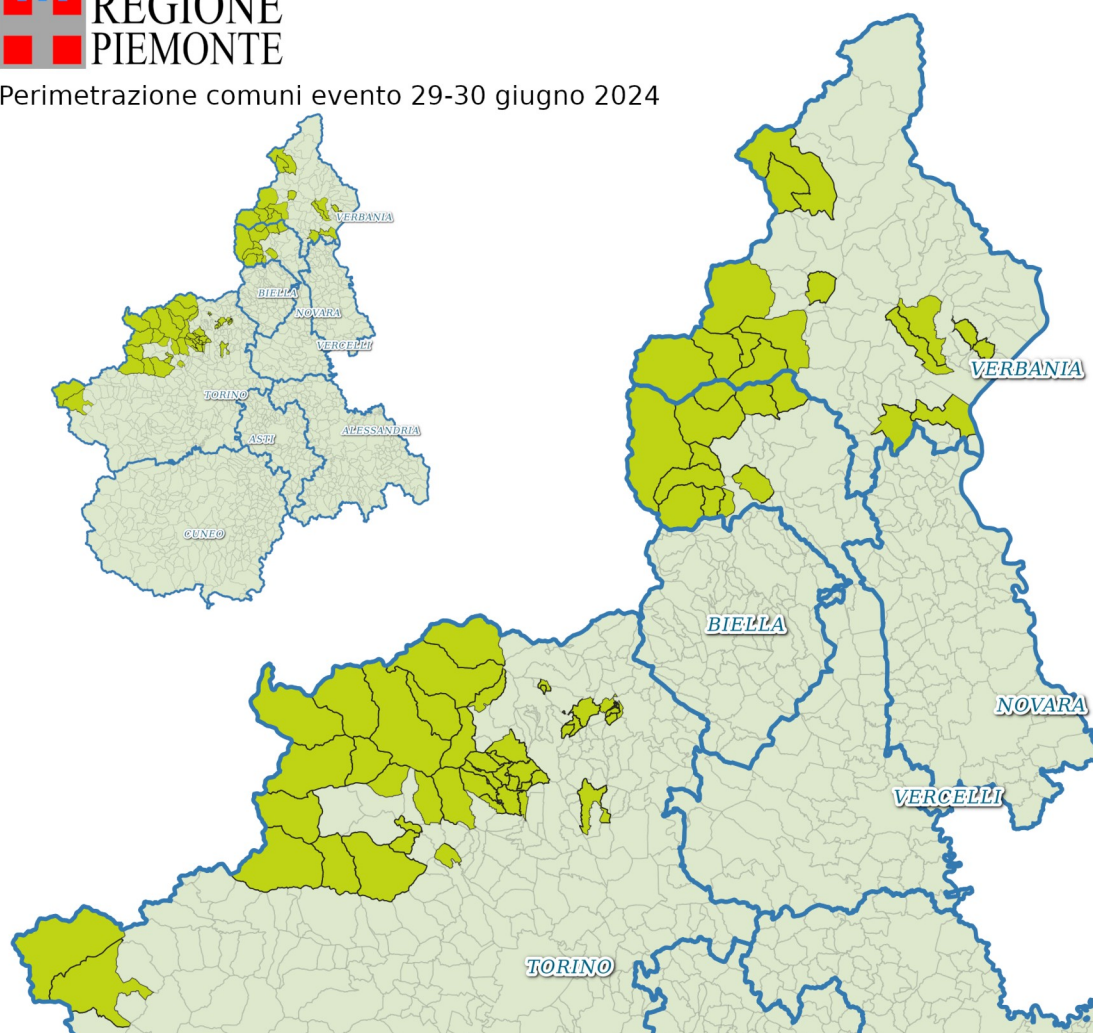 REGIONE
PIEMONTE
Perimetrazione comuni evento 29-30 giugno 2024
VERBANIA
BIELLA
NOVARA
VERCELLI
TORINO
ASTI
ALESSANDRIA
CUNEO
VERBANIA
BIELLA
NOVARA
VERCELLI
TORINO